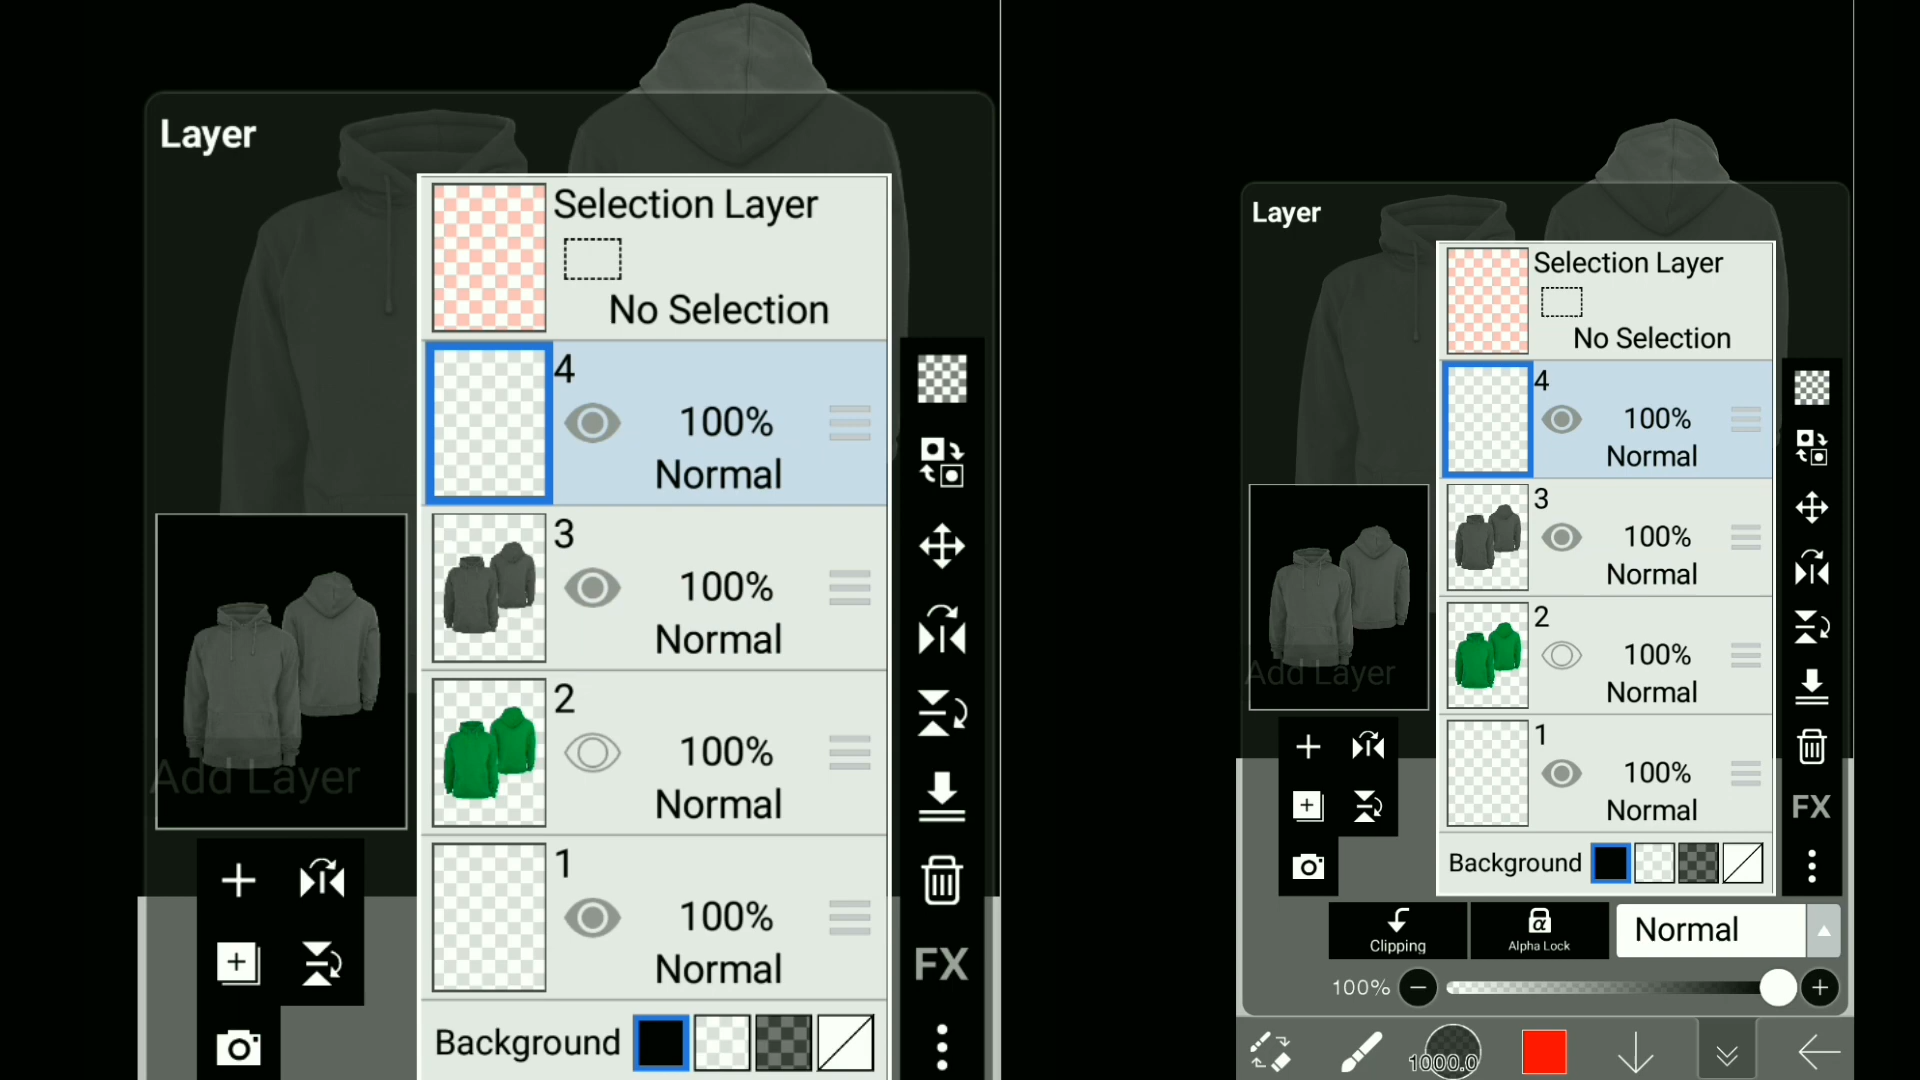 Layer
Selection Layer
No Selection
4
100%
Normal
3
100%
Normal
2
100%
Normal
Add Layer
1
100%
Normal
FX
Background
Layer
Selection Layer
No Selection
4
100%
Normal
3
100%
Normal
2
100%
Normal
Add Layer
1
100%
Normal
FX
Background
Clipping
α
Alpha Lock
Normal
100%
1000.0